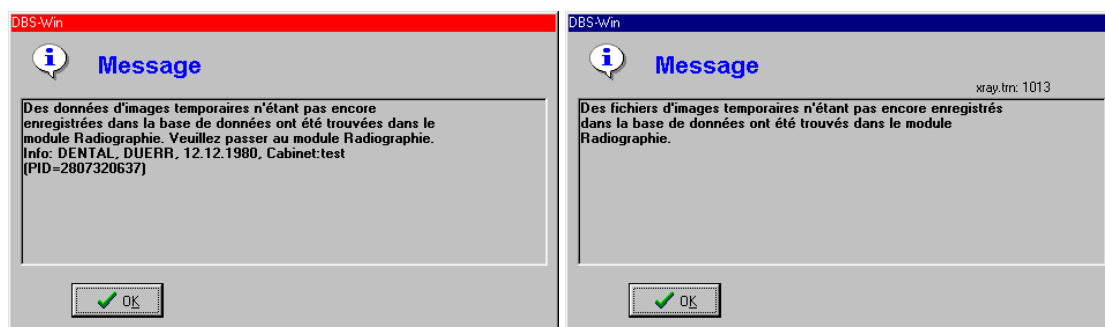 DBS-Win
Message
Des données d'images temporaires n'étant pas encore
enregistrées dans la base de données ont été trouvées dans le
module Radiographie. Veuillez passer au module Radiographie.
Info: DENTAL, DUERR, 12.12.1980, Cabinet:test
(PID=2807320637)
OK
DBS-Win
Message
xray.trn: 1013
Des fichiers d'images temporaires n'étant pas encore enregistrés
dans la base de données ont été trouvés dans le module
Radiographie.
OK